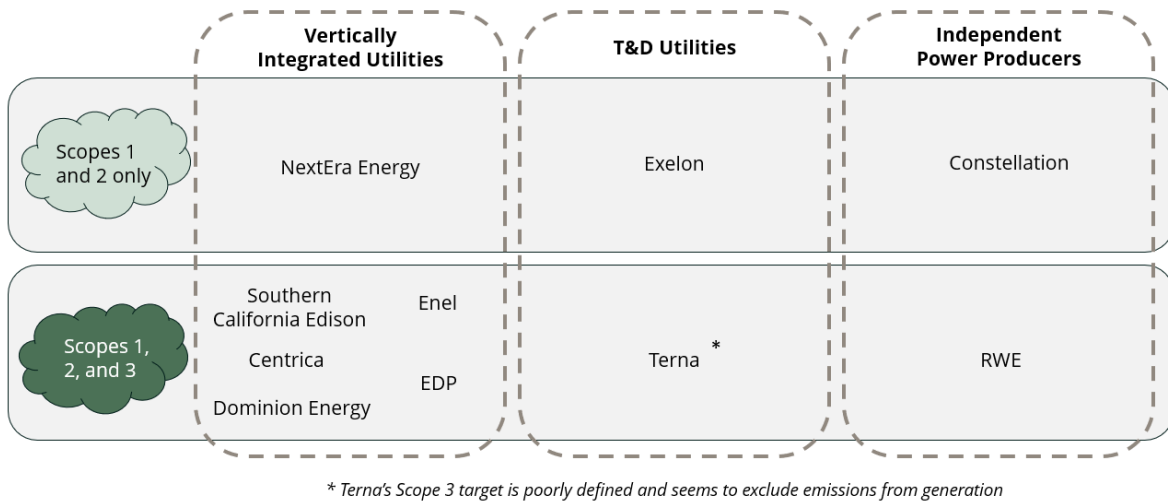 Vertically
Integrated Utilities
T&D Utilities
Independent
Power Producers
Scopes 1
and 2 only
NextEra Energy
Exelon
Constellation
Scopes 1,
2, and 3
Southern
California Edison
Enel
Centrica
EDP
Dominion Energy
Terna *
RWE
* Terna's Scope 3 target is poorly defined and seems to exclude emissions from generation